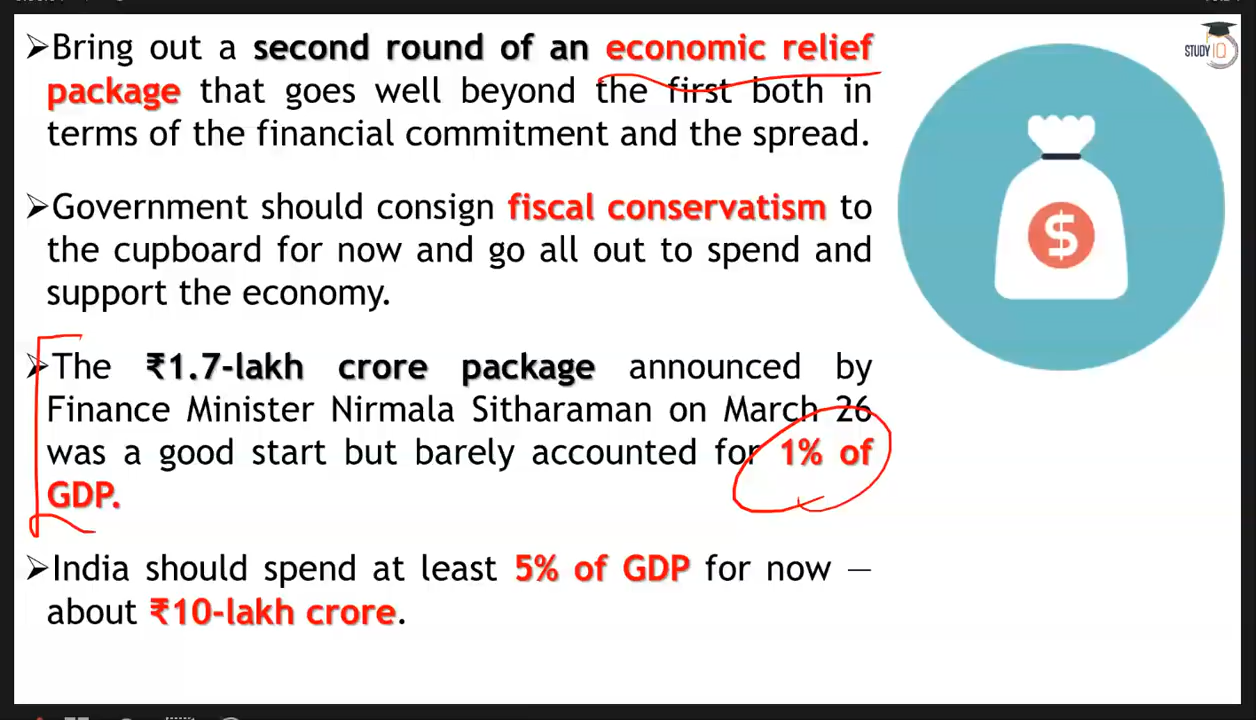 STUDY IQ
➢Bring out a second round of an economic relief
package that goes well beyond the first both in
terms of the financial commitment and the spread.
➢Government should consign fiscal conservatism to
the cupboard for now and go all out to spend and
support the economy.
➢The ₹1.7-lakh crore package announced by
Finance Minister Nirmala Sitharaman on March 26
was a good start but barely accounted for 1% of
GDP.
➢India should spend at least 5% of GDP for now —
about ₹10-lakh crore.
$